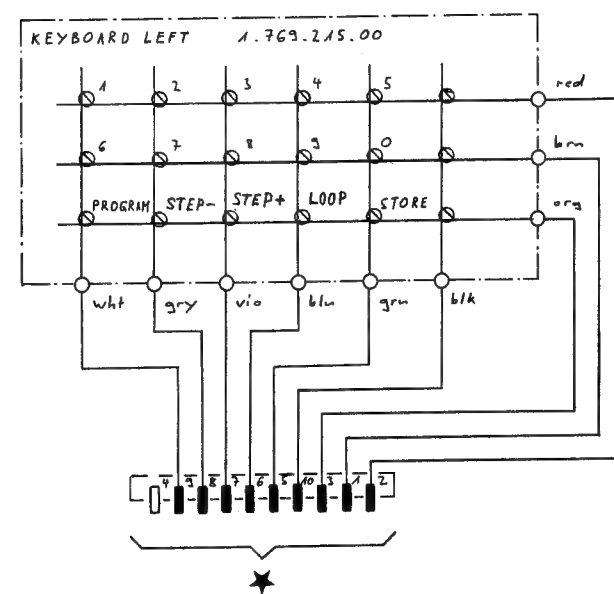 KEYBOARD LEFT 1.769.215.00
1 2 3 4 5 red
6 7 8 9 0 brn
PROGRAM STEP- STEP+ LOOP STORE org
wht gry vio blu grn blk
4 9 8 7 6 5 10 3 1 2